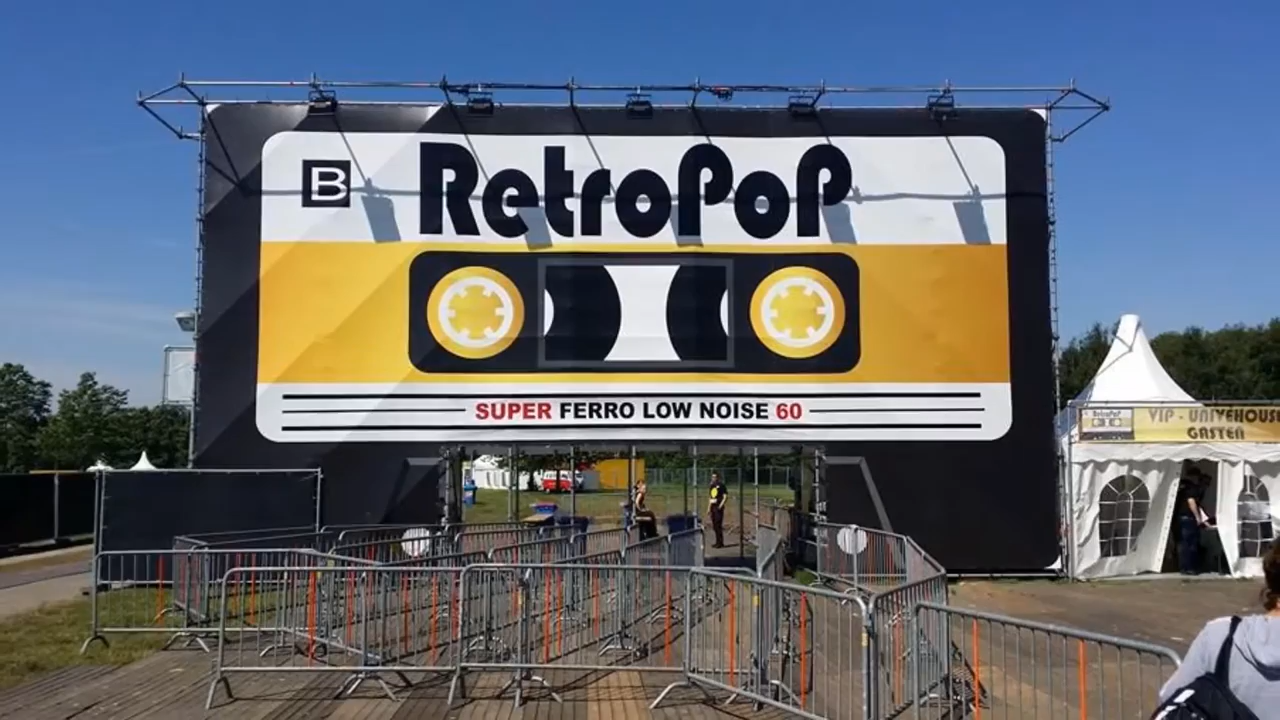 B
RetroPoP
SUPER FERRO LOW NOISE 60
RetroPoP
VIP - UNIVEHOUSE
GASTEN